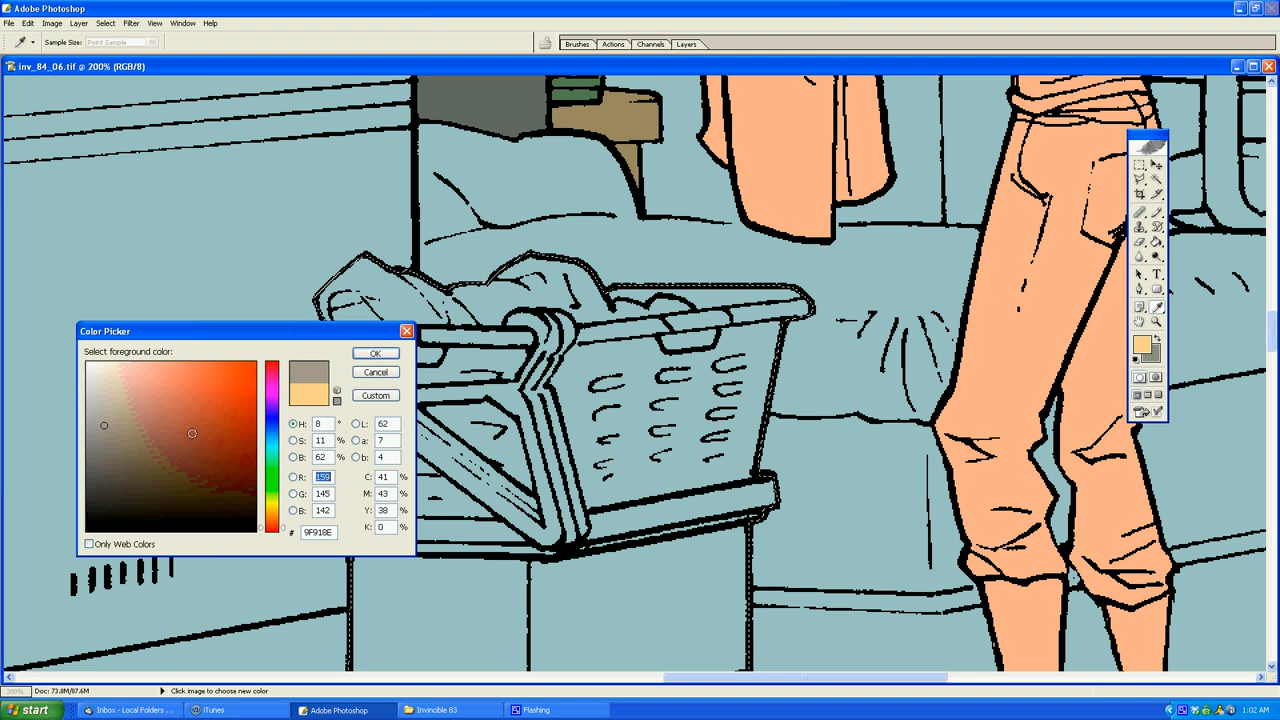 Adobe Photoshop
File Edit Image Layer Select Filter View Window Help
Sample Size: Point Sample
Brushes Actions Channels Layers
inv_84_06.tif @ 200% (RGB/8)
Color Picker
Select foreground color:
OK
Cancel
Custom
H: 8 ° L: 62
S: 11 % a: 7
B: 62 % b: 4
R: 159 C: 41 %
G: 145 M: 43 %
B: 142 Y: 38 %
# 9F918E K: 0 %
Only Web Colors
200% Doc: 73.8M/87.6M Click image to choose new color
start Inbox - Local Folders ... iTunes Adobe Photoshop Invincible 83 Flashing 1:02 AM